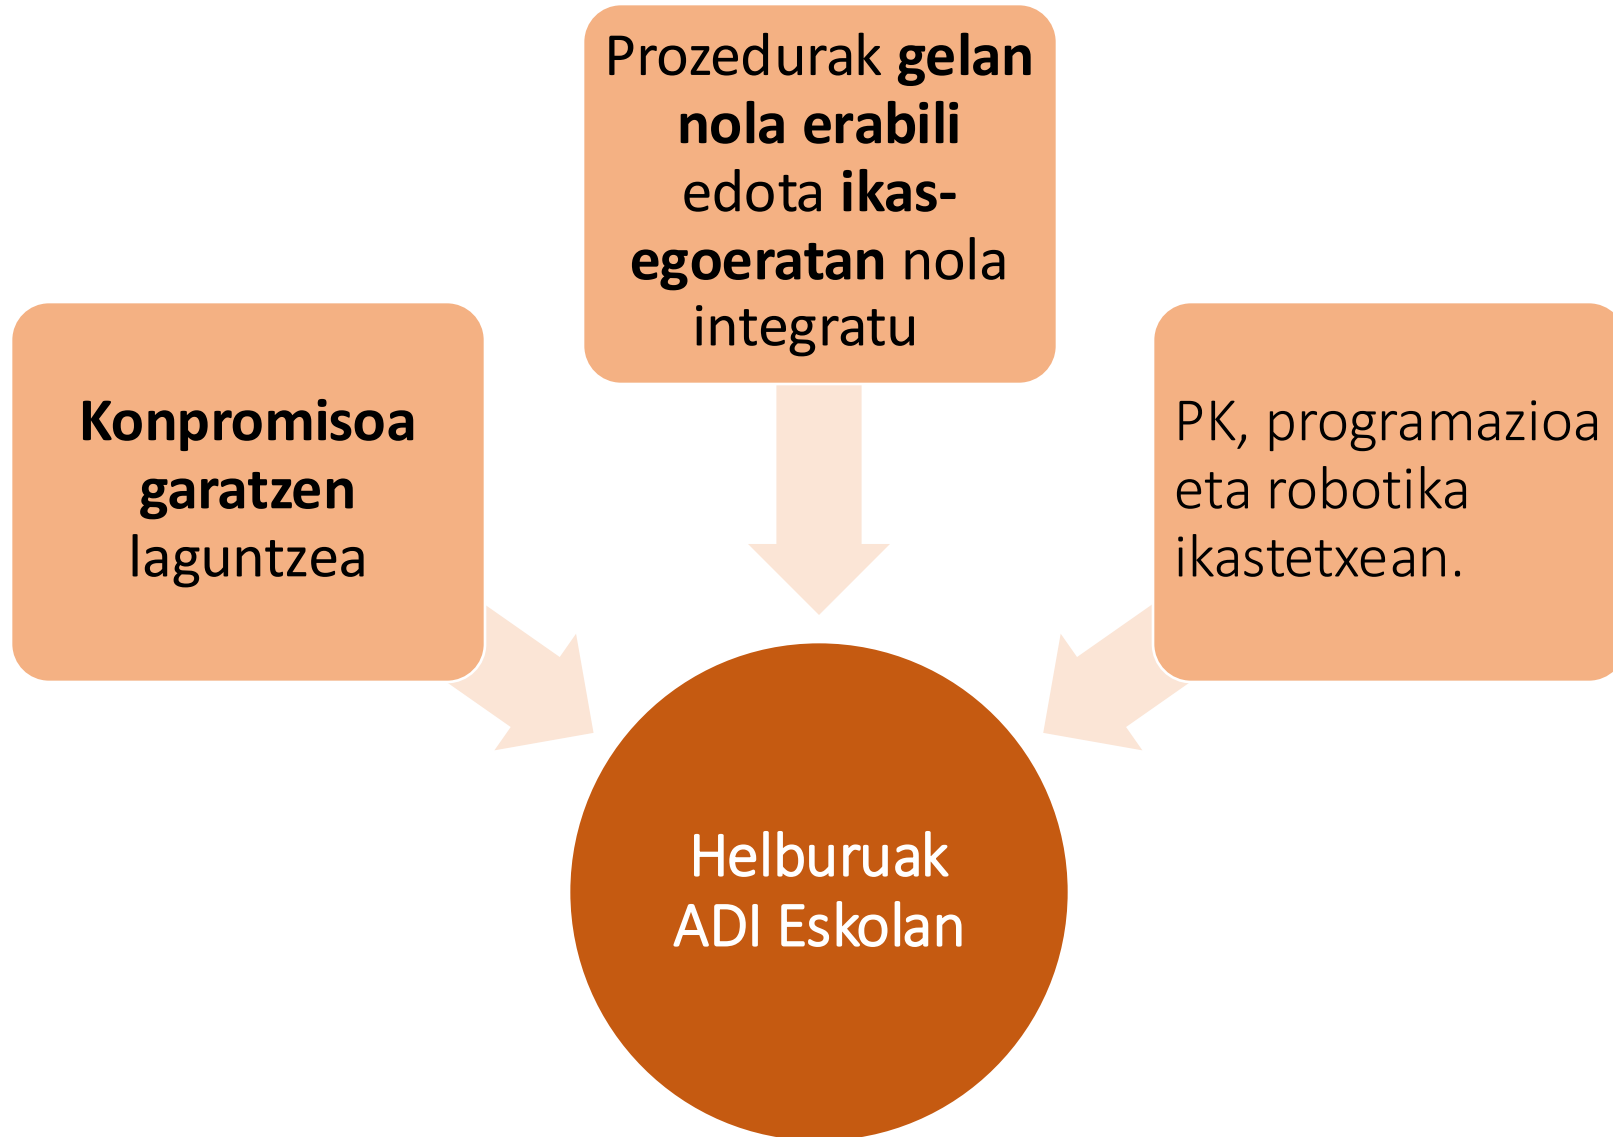 Prozedurak gelan
nola erabili
edota ikas-
egoeratan nola
integratu
Konpromisoa
garatzen
laguntzea
PK, programazioa
eta robotika
ikastetxean.
Helburuak
ADI Eskolan